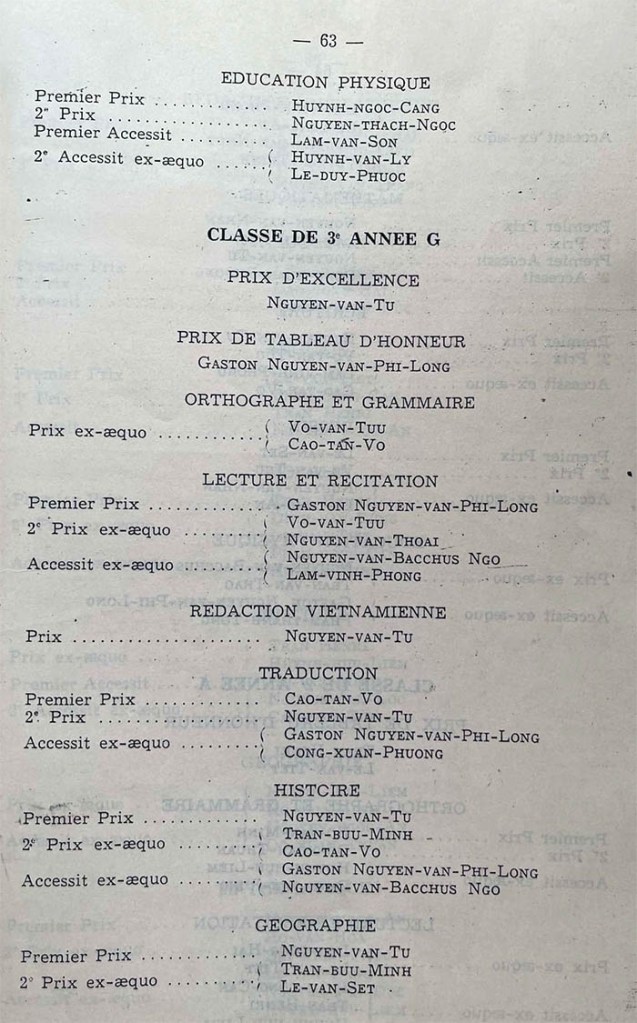 — 63 —
EDUCATION PHYSIQUE
Premier Prix .............. HUYNH-NGOC-CANG
2e Prix .................... NGUYEN-THACH-NGOC
Premier Accessit .......... LAM-VAN-SON
2e Accessit ex-æquo ...... ( HUYNH-VAN-LY
( LE-DUY-PHUOC
CLASSE DE 3e ANNEE G
PRIX D'EXCELLENCE
NGUYEN-VAN-TU
PRIX DE TABLEAU D'HONNEUR
GASTON NGUYEN-VAN-PHI-LONG
ORTHOGRAPHE ET GRAMMAIRE
Prix ex-æquo ............. ( VO-VAN-TUU
( CAO-TAN-VO
LECTURE ET RECITATION
Premier Prix ............... GASTON NGUYEN-VAN-PHI-LONG
2e Prix ex-æquo .......... ( VO-VAN-TUU
( NGUYEN-VAN-THOAI
Accessit ex-æquo ......... ( NGUYEN-VAN-BACCHUS NGO
( LAM-VINH-PHONG
REDACTION VIETNAMIENNE
Prix ...................... NGUYEN-VAN-TU
TRADUCTION
Premier Prix .............. CAO-TAN-VO
2e Prix .................... NGUYEN-VAN-TU
Accessit ex-æquo ......... ( GASTON NGUYEN-VAN-PHI-LONG
( CONG-XUAN-PHUONG
HISTOIRE
Premier Prix .............. NGUYEN-VAN-TU
2e Prix ex-æquo .......... ( TRAN-BUU-MINH
( CAO-TAN-VO
Accessit ex-æquo ......... ( GASTON NGUYEN-VAN-PHI-LONG
( NGUYEN-VAN-BACCHUS NGO
GEOGRAPHIE
Premier Prix .............. NGUYEN-VAN-TU
2e Prix ex-æquo .......... ( TRAN-BUU-MINH
( LE-VAN-SET